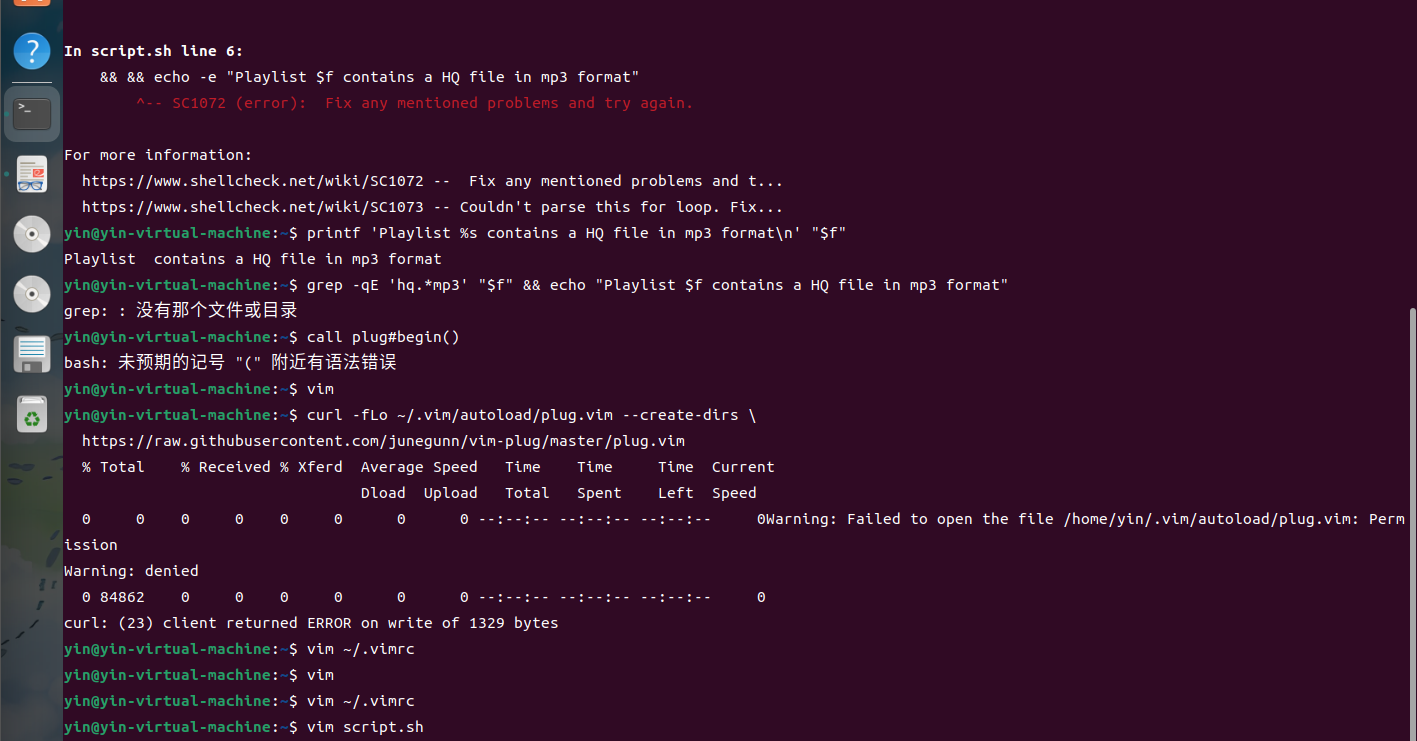 In script.sh line 6:
    && && echo -e "Playlist $f contains a HQ file in mp3 format"
        ^-- SC1072 (error):  Fix any mentioned problems and try again.
For more information:
  https://www.shellcheck.net/wiki/SC1072 --  Fix any mentioned problems and t...
  https://www.shellcheck.net/wiki/SC1073 -- Couldn't parse this for loop. Fix...
yin@yin-virtual-machine:~$ printf 'Playlist %s contains a HQ file in mp3 format\n' "$f"
Playlist  contains a HQ file in mp3 format
yin@yin-virtual-machine:~$ grep -qE 'hq.*mp3' "$f" && echo "Playlist $f contains a HQ file in mp3 format"
grep: : 没有那个文件或目录
yin@yin-virtual-machine:~$ call plug#begin()
bash: 未预期的记号 "(" 附近有语法错误
yin@yin-virtual-machine:~$ vim
yin@yin-virtual-machine:~$ curl -fLo ~/.vim/autoload/plug.vim --create-dirs \
  https://raw.githubusercontent.com/junegunn/vim-plug/master/plug.vim
  % Total    % Received % Xferd  Average Speed   Time    Time     Time  Current
                                 Dload  Upload   Total   Spent    Left  Speed
  0     0    0     0    0     0      0      0 --:--:-- --:--:-- --:--:--     0Warning: Failed to open the file /home/yin/.vim/autoload/plug.vim: Perm
ission
Warning: denied
  0 84862    0     0    0     0      0      0 --:--:-- --:--:-- --:--:--     0
curl: (23) client returned ERROR on write of 1329 bytes
yin@yin-virtual-machine:~$ vim ~/.vimrc
yin@yin-virtual-machine:~$ vim
yin@yin-virtual-machine:~$ vim ~/.vimrc
yin@yin-virtual-machine:~$ vim script.sh